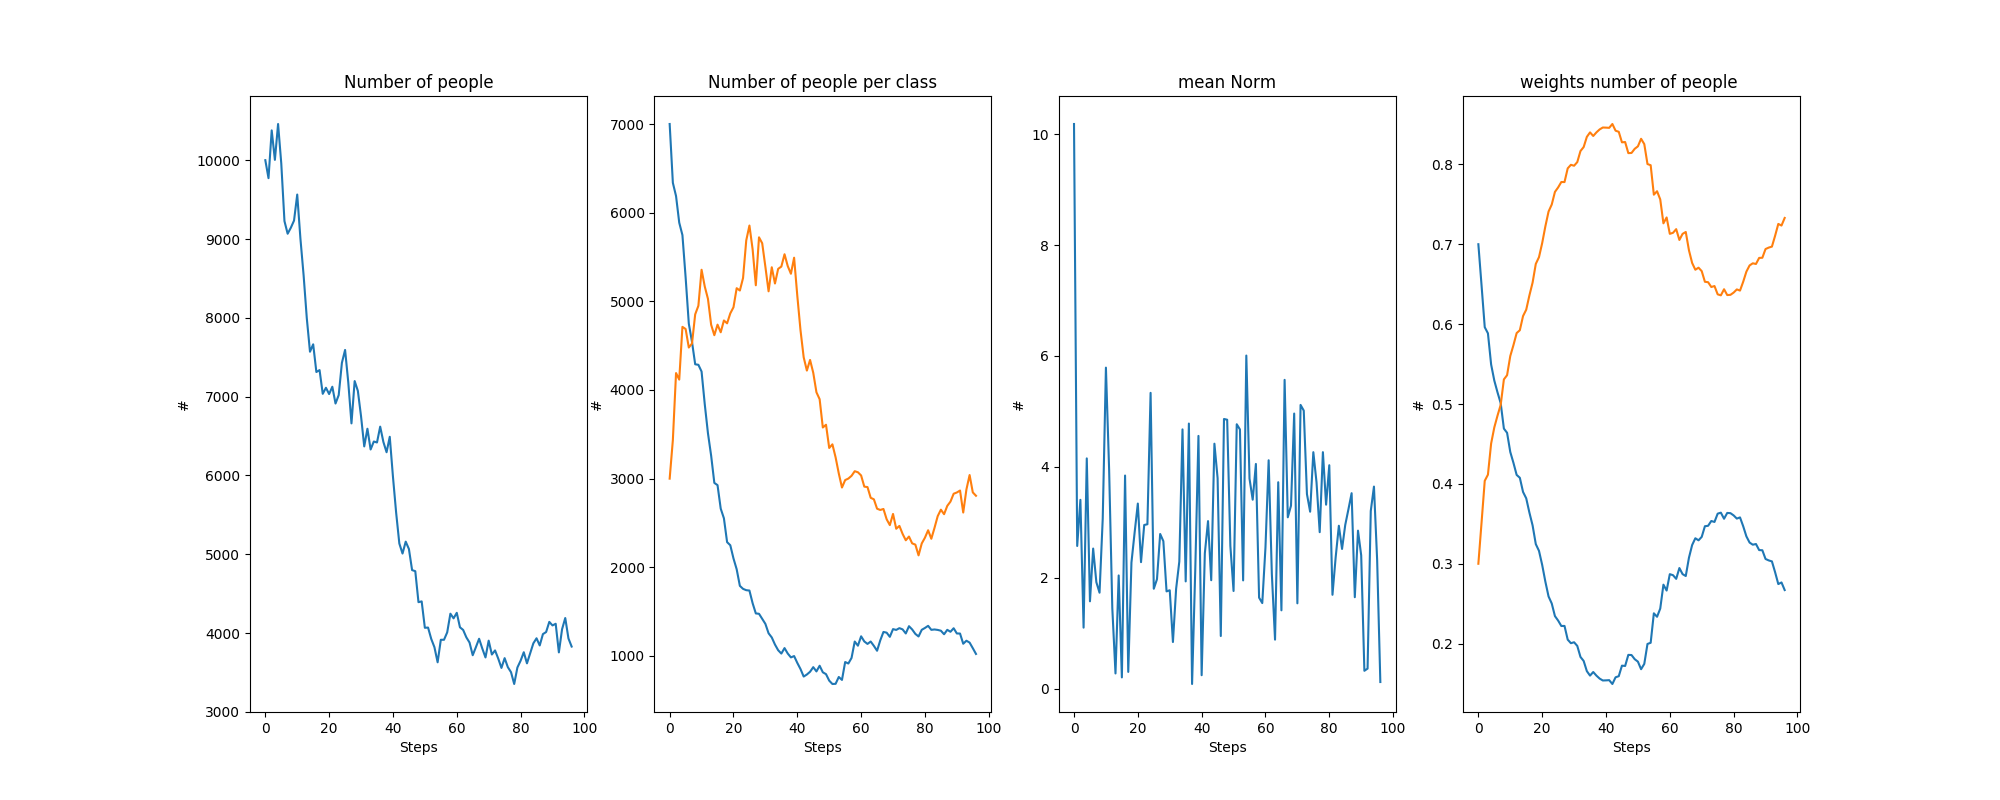 Number of people
#
10000
9000
8000
7000
6000
5000
4000
3000
0 20 40 60 80 100
Steps
Number of people per class
#
7000
6000
5000
4000
3000
2000
1000
0 20 40 60 80 100
Steps
mean Norm
#
10
8
6
4
2
0
0 20 40 60 80 100
Steps
weights number of people
#
0.8
0.7
0.6
0.5
0.4
0.3
0.2
0 20 40 60 80 100
Steps